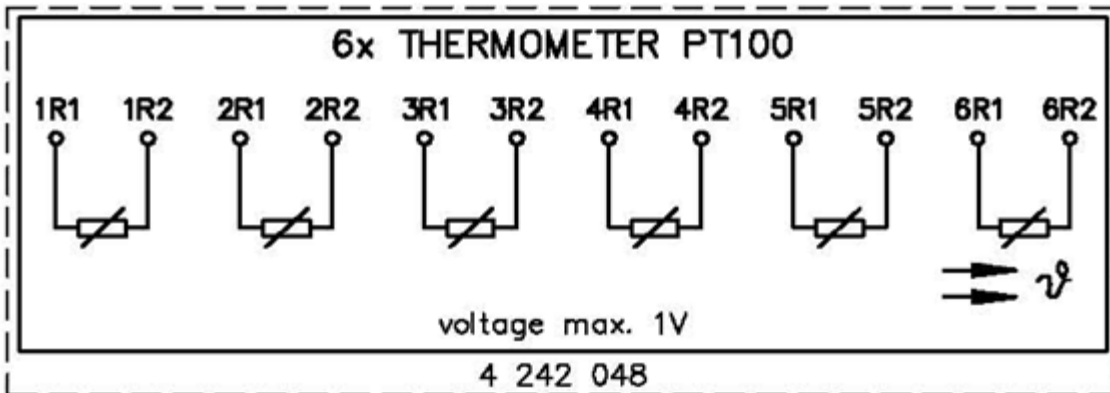 6x THERMOMETER PT100
1R1 1R2 2R1 2R2 3R1 3R2 4R1 4R2 5R1 5R2 6R1 6R2
ϑ
voltage max. 1V
4 242 048